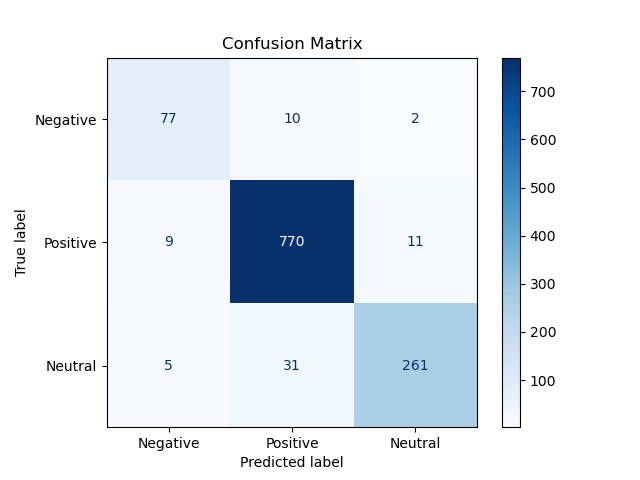 Confusion Matrix
Negative 77 10 2
Positive 9 770 11
Neutral 5 31 261
Negative Positive Neutral
Predicted label
True label
700
600
500
400
300
200
100